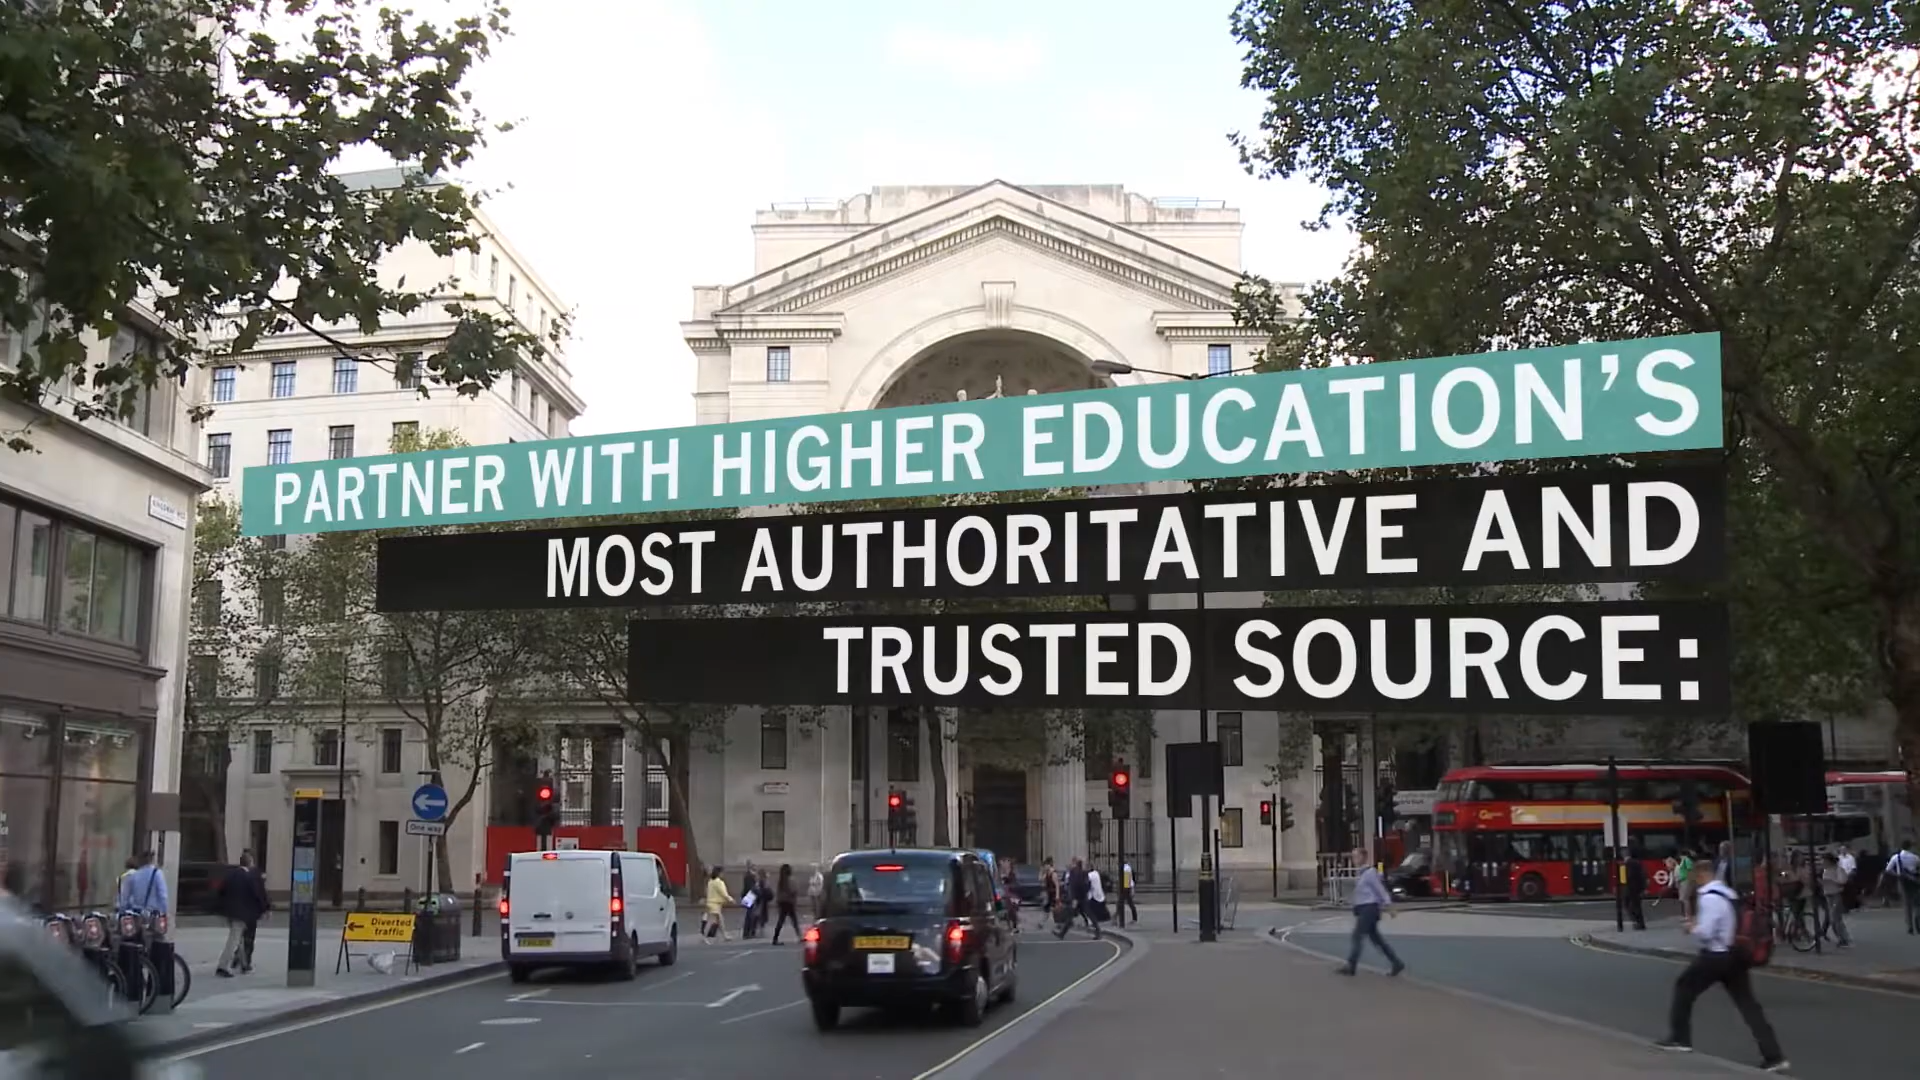 PARTNER WITH HIGHER EDUCATION'S
MOST AUTHORITATIVE AND
TRUSTED SOURCE:
One way
Diverted
traffic